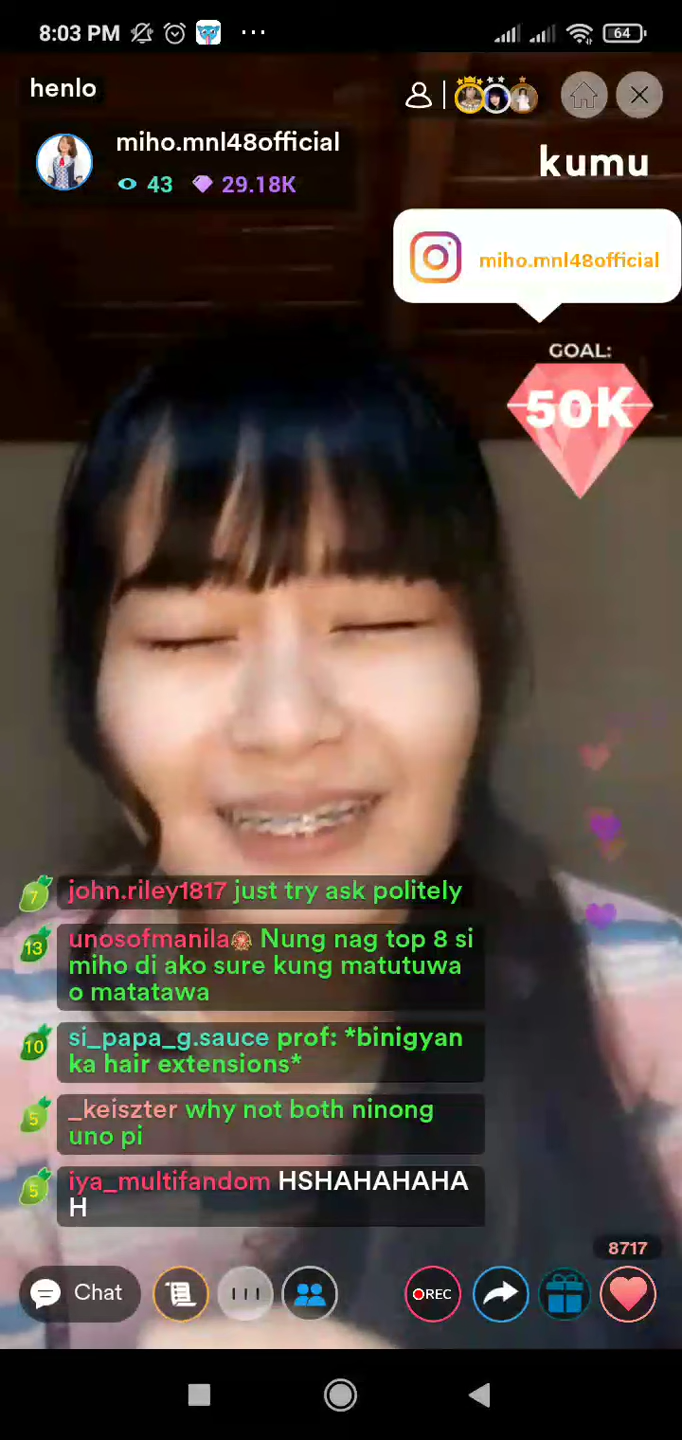 8:03 PM
64
henlo
miho.mnl48official
43 29.18K
kumu
miho.mnl48official
GOAL:
50K
7 john.riley1817 just try ask politely
13 unosofmanila Nung nag top 8 si
miho di ako sure kung matutuwa
o matatawa
10 si_papa_g.sauce prof: *binigyan
ka hair extensions*
5 _keiszter why not both ninong
uno pi
5 iya_multifandom HSHAHAHAHA
H
8717
Chat
REC